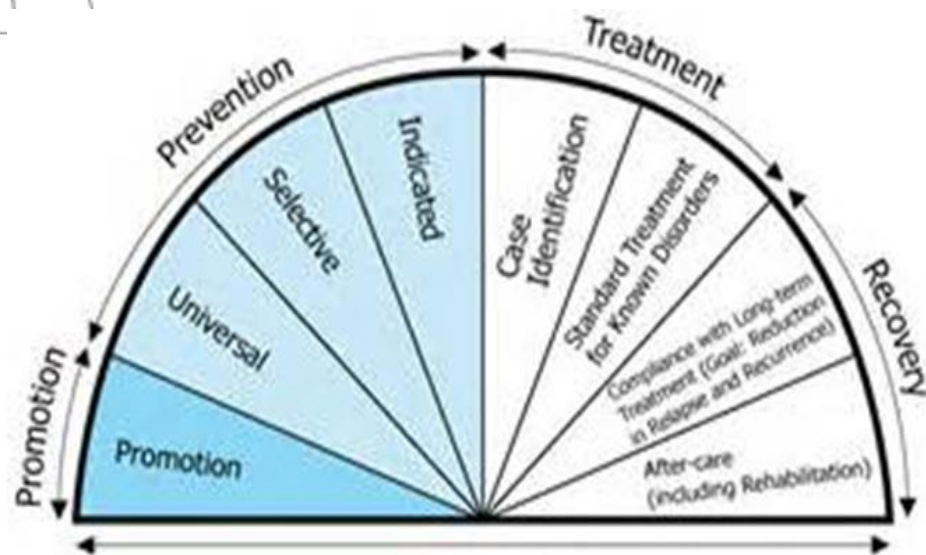 Promotion
Prevention
Treatment
Recovery
Promotion
Universal
Selective
Indicated
Case
Identification
Standard Treatment
for Known Disorders
Compliance with Long-term
Treatment (Goal: Reduction
in Relapse and Recurrence)
After-care
(including Rehabilitation)